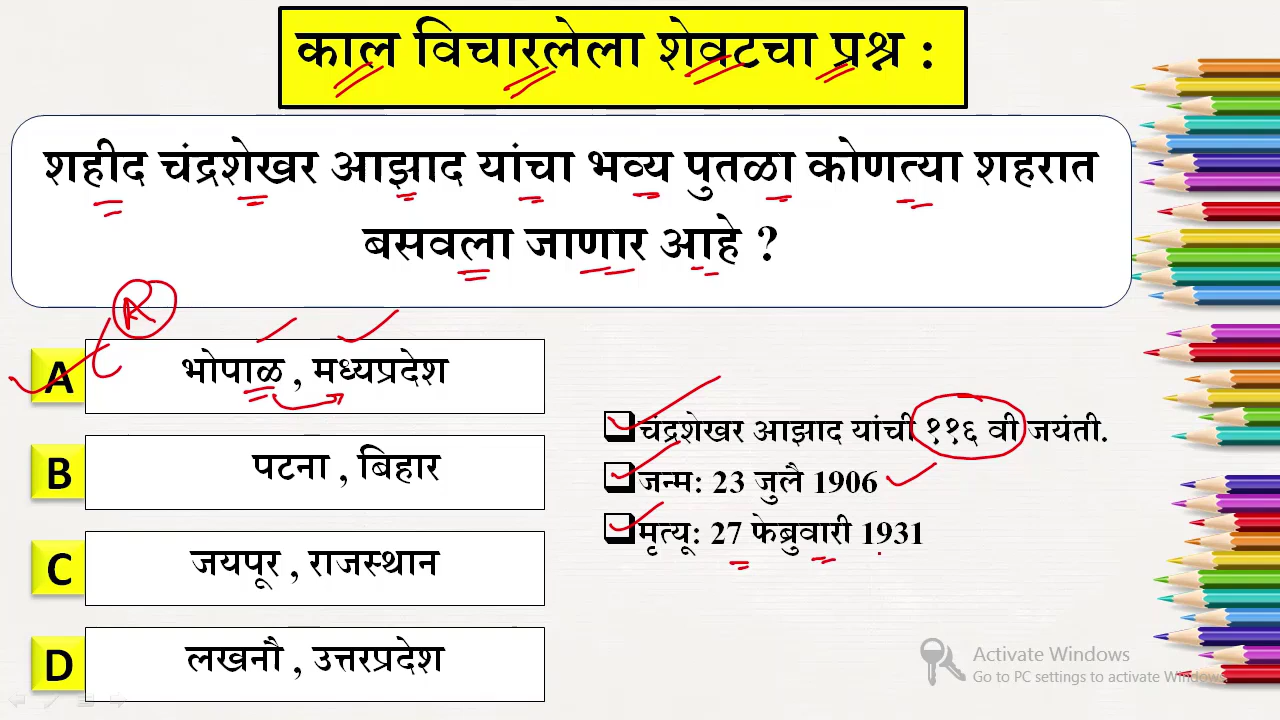 काल विचारलेला शेवटचा प्रश्न :
शहीद चंद्रशेखर आझाद यांचा भव्य पुतळा कोणत्या शहरात
बसवला जाणार आहे ?
A
A भोपाळ , मध्यप्रदेश
B पटना , बिहार
C जयपूर , राजस्थान
D लखनौ , उत्तरप्रदेश
चंद्रशेखर आझाद यांची ११६ वी जयंती.
जन्म: 23 जुलै 1906
मृत्यू: 27 फेब्रुवारी 1931
Activate Windows
Go to PC settings to activate Windows.